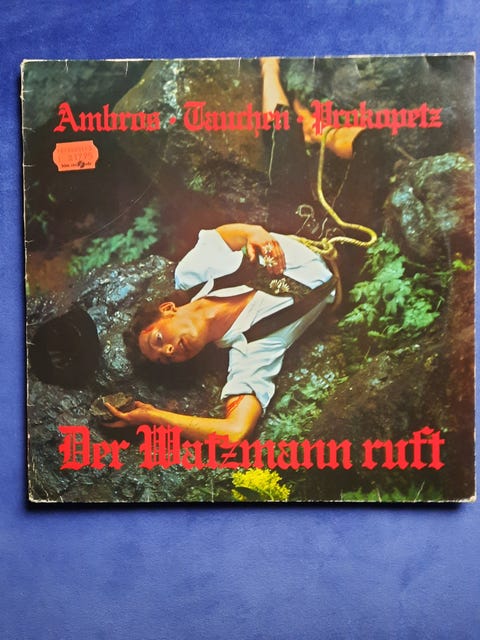 Ambros · Tauchen · Prokopetz
Der Watzmann ruft